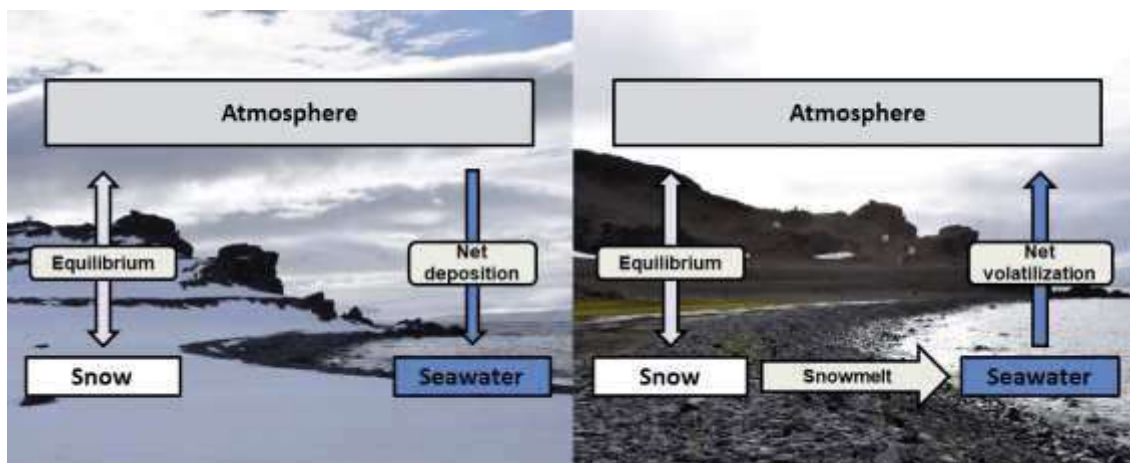 Atmosphere
Equilibrium
Net
deposition
Snow
Seawater
Atmosphere
Equilibrium
Net
volatilization
Snow
Snowmelt
Seawater